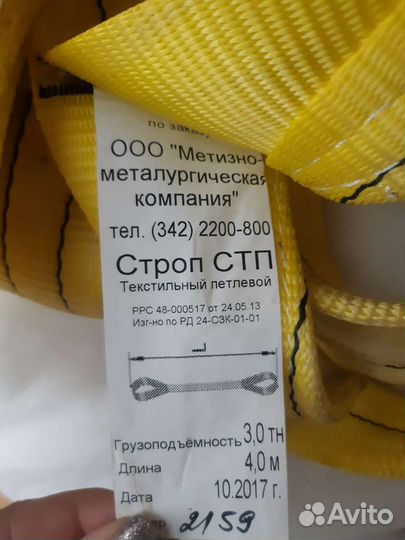 по заказу
ООО "Метизно-
металургическая
компания"
тел. (342) 2200-800
Строп СТП
Текстильный петлевой
РРС 48-000517 от 24.05.13
Изг-но по РД 24-СЗК-01-01
L
Грузоподъёмность 3,0 тн
Длина 4,0 м
Дата 10.2017 г.
2159
Avito